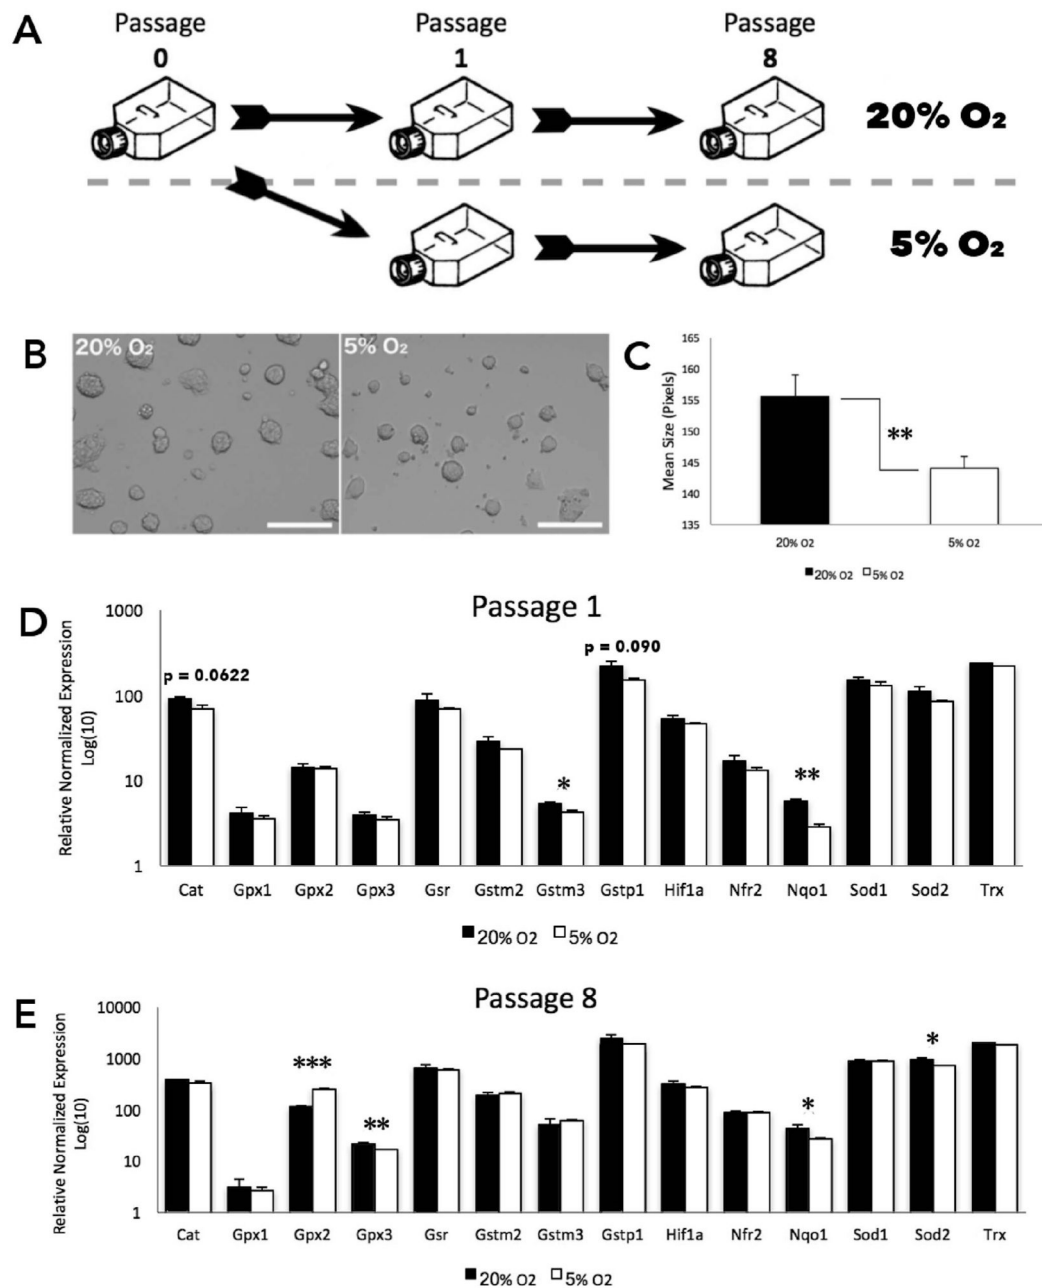 A
Passage
0
Passage
1
Passage
8
20% O₂
5% O₂
B
20% O₂
5% O₂
C
Mean Size (Pixels)
165
160
155
150
145
140
135
**
20% O2
5% O2
20% O2 5% O2
D
Passage 1
Relative Normalized Expression
Log(10)
1000
100
10
1
p = 0.0622
*
p = 0.090
**
Cat Gpx1 Gpx2 Gpx3 Gsr Gstm2 Gstm3 Gstp1 Hif1a Nfr2 Nqo1 Sod1 Sod2 Trx
20% O2 5% O2
E
Passage 8
Relative Normalized Expression
Log(10)
10000
1000
100
10
1
***
**
*
*
Cat Gpx1 Gpx2 Gpx3 Gsr Gstm2 Gstm3 Gstp1 Hif1a Nfr2 Nqo1 Sod1 Sod2 Trx
20% O2 5% O2